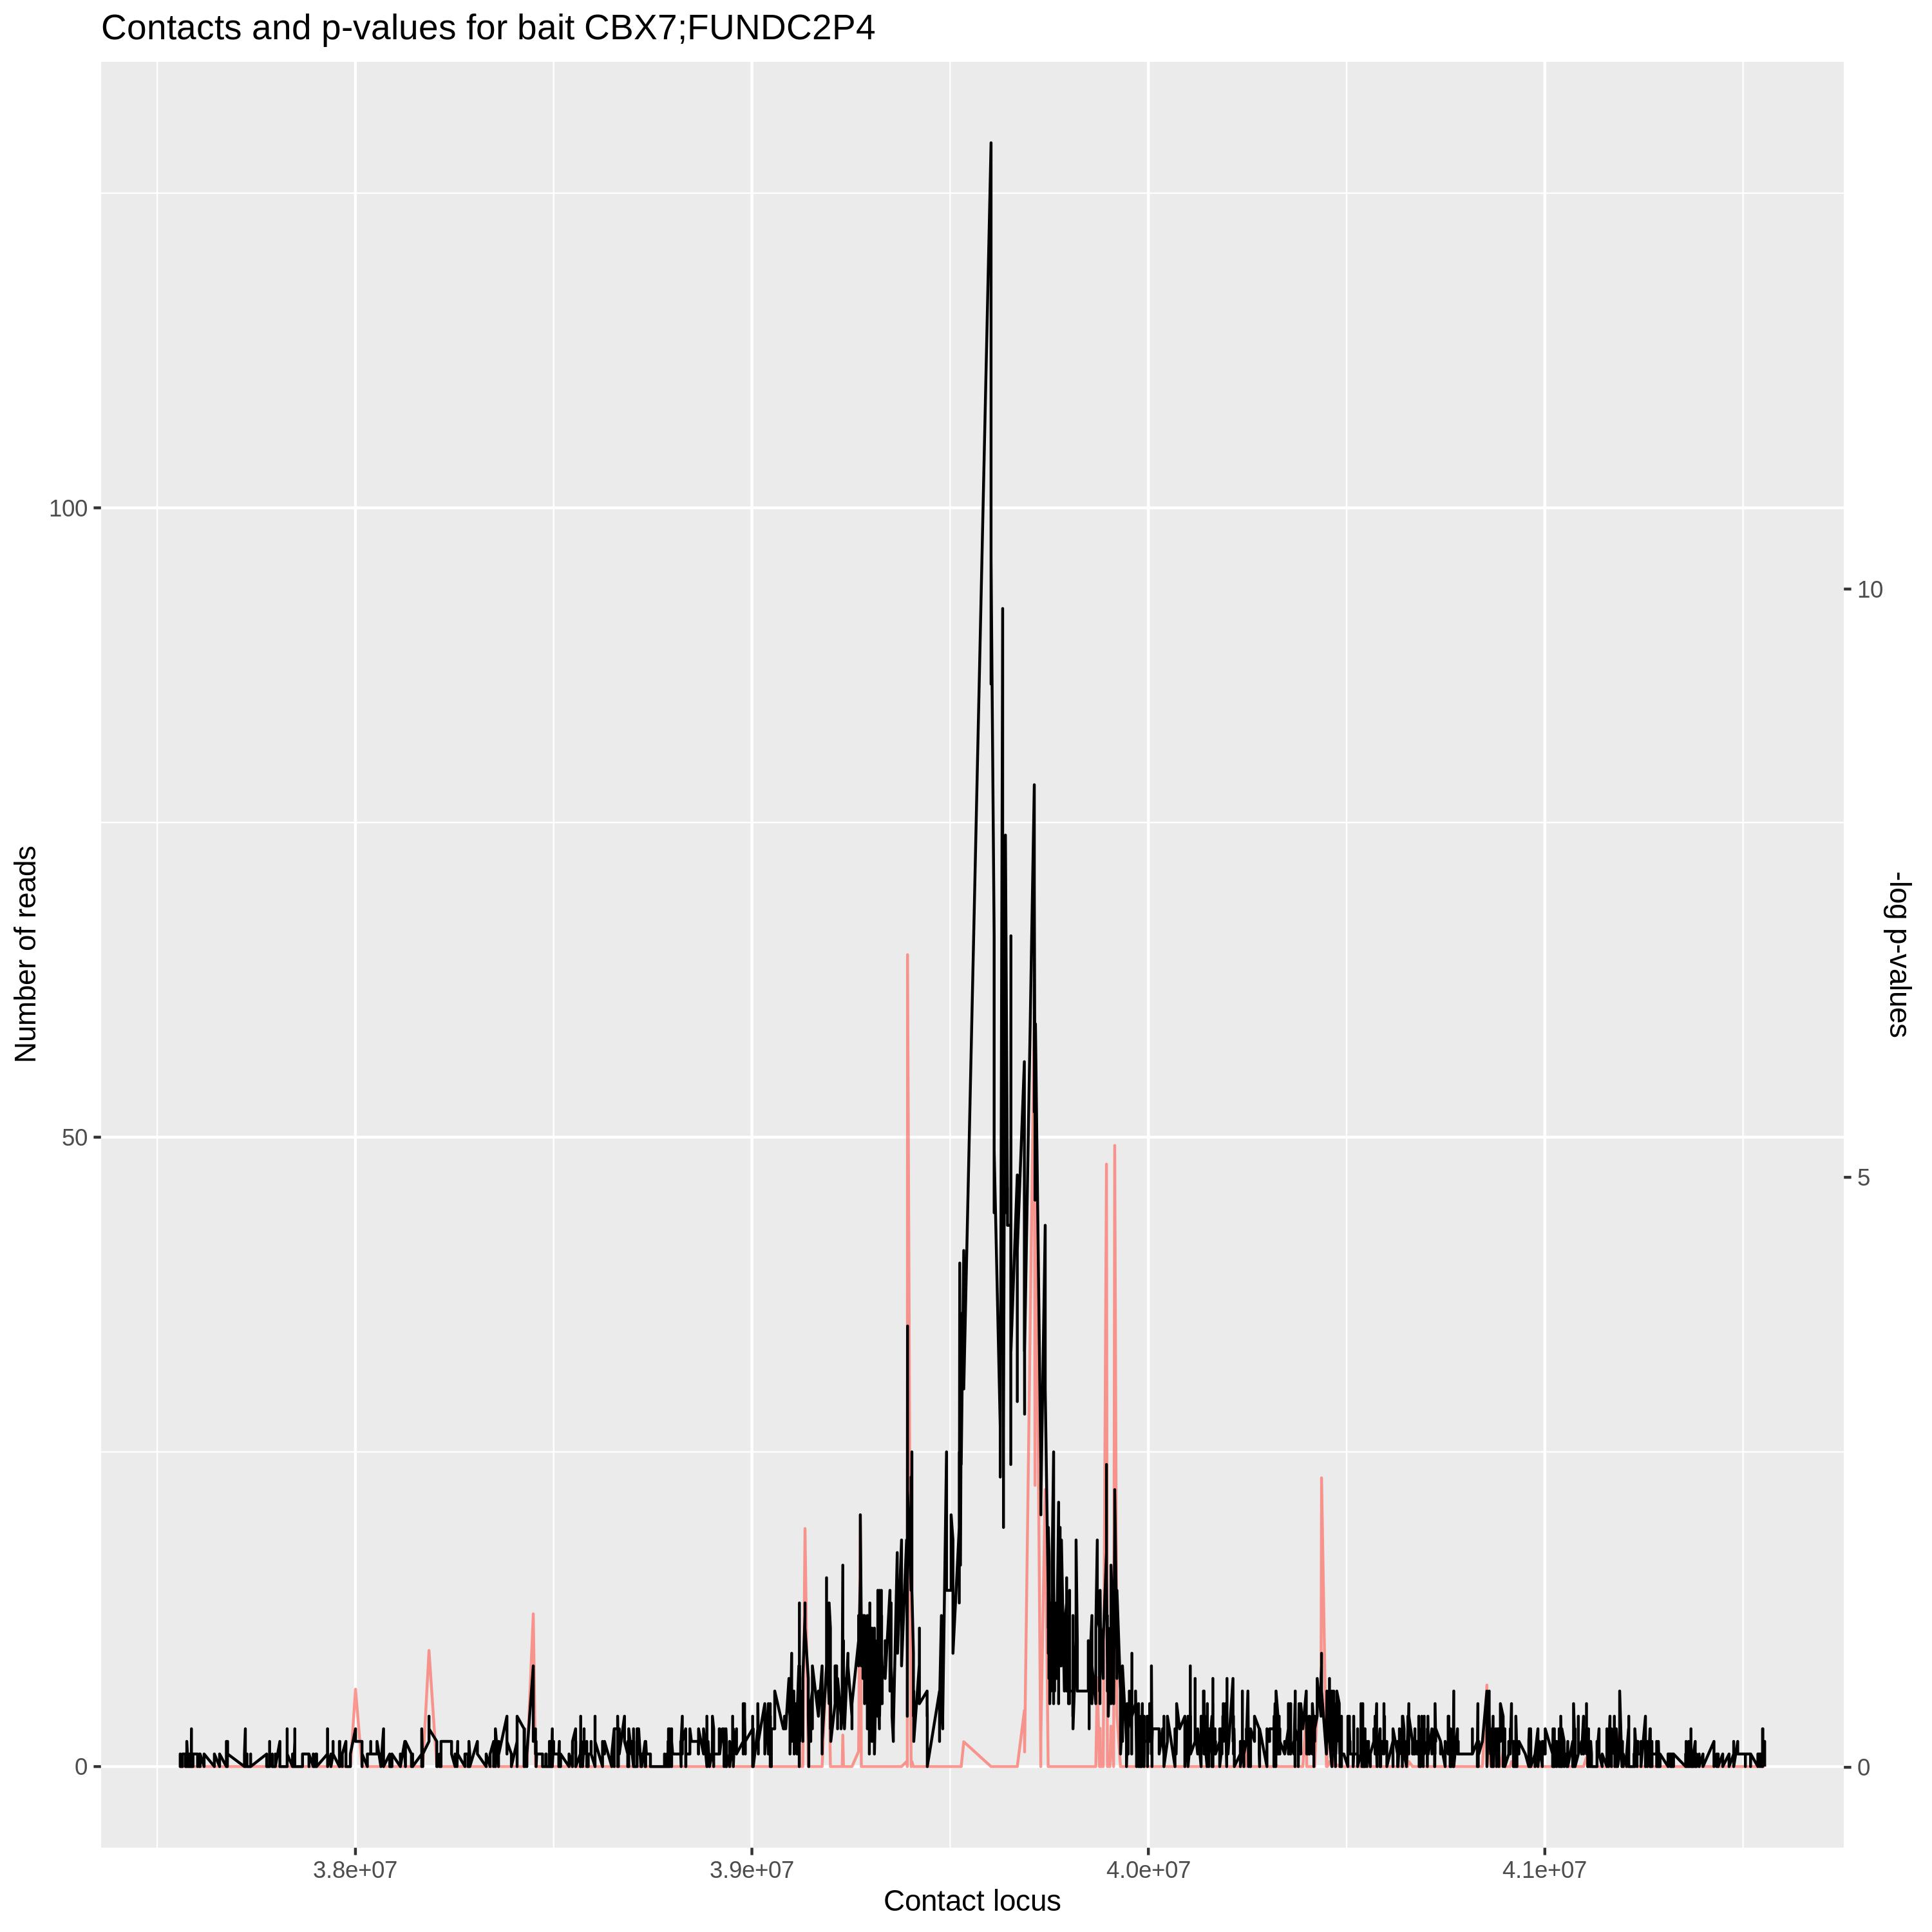 Contacts and p-values for bait CBX7;FUNDC2P4
100
50
0
Number of reads
10
5
0
-log p-values
3.8e+07
3.9e+07
4.0e+07
4.1e+07
Contact locus